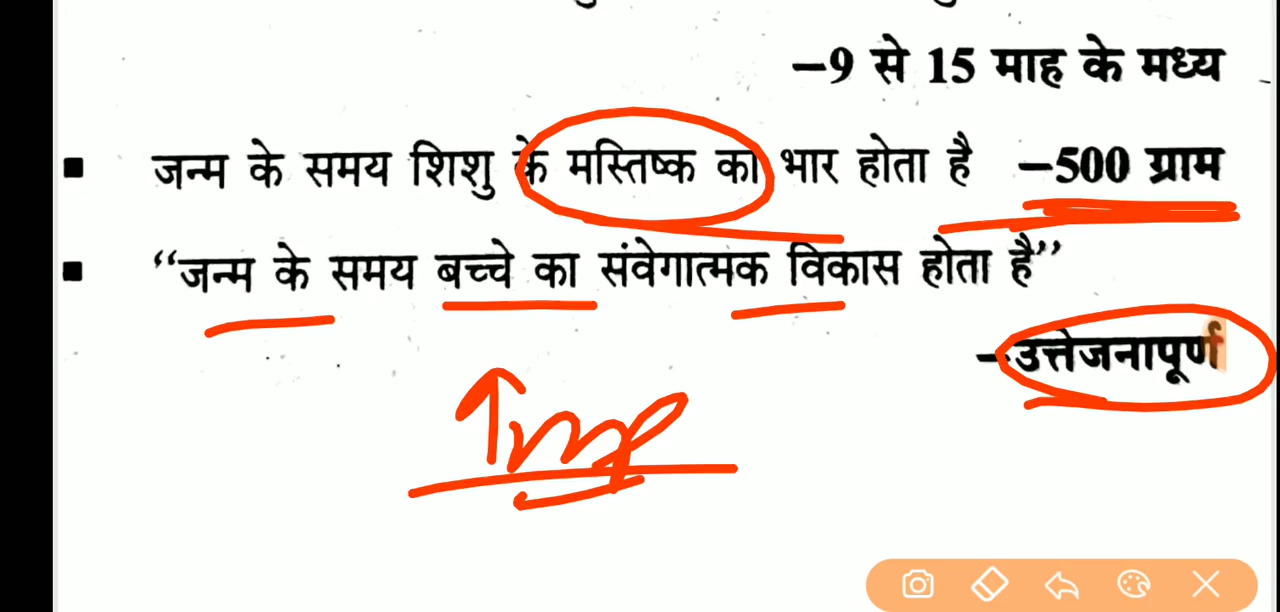 –9 से 15 माह के मध्य
▪ जन्म के समय शिशु के मस्तिष्क का भार होता है –500 ग्राम
▪ “जन्म के समय बच्चे का संवेगात्मक विकास होता है”
–उत्तेजनापूर्ण
Imp